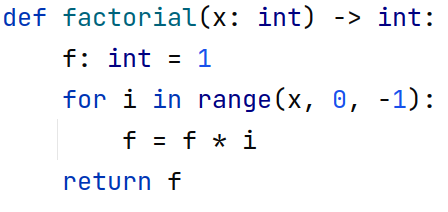 def factorial(x: int) -> int:
    f: int = 1
    for i in range(x, 0, -1):
        f = f * i
    return f